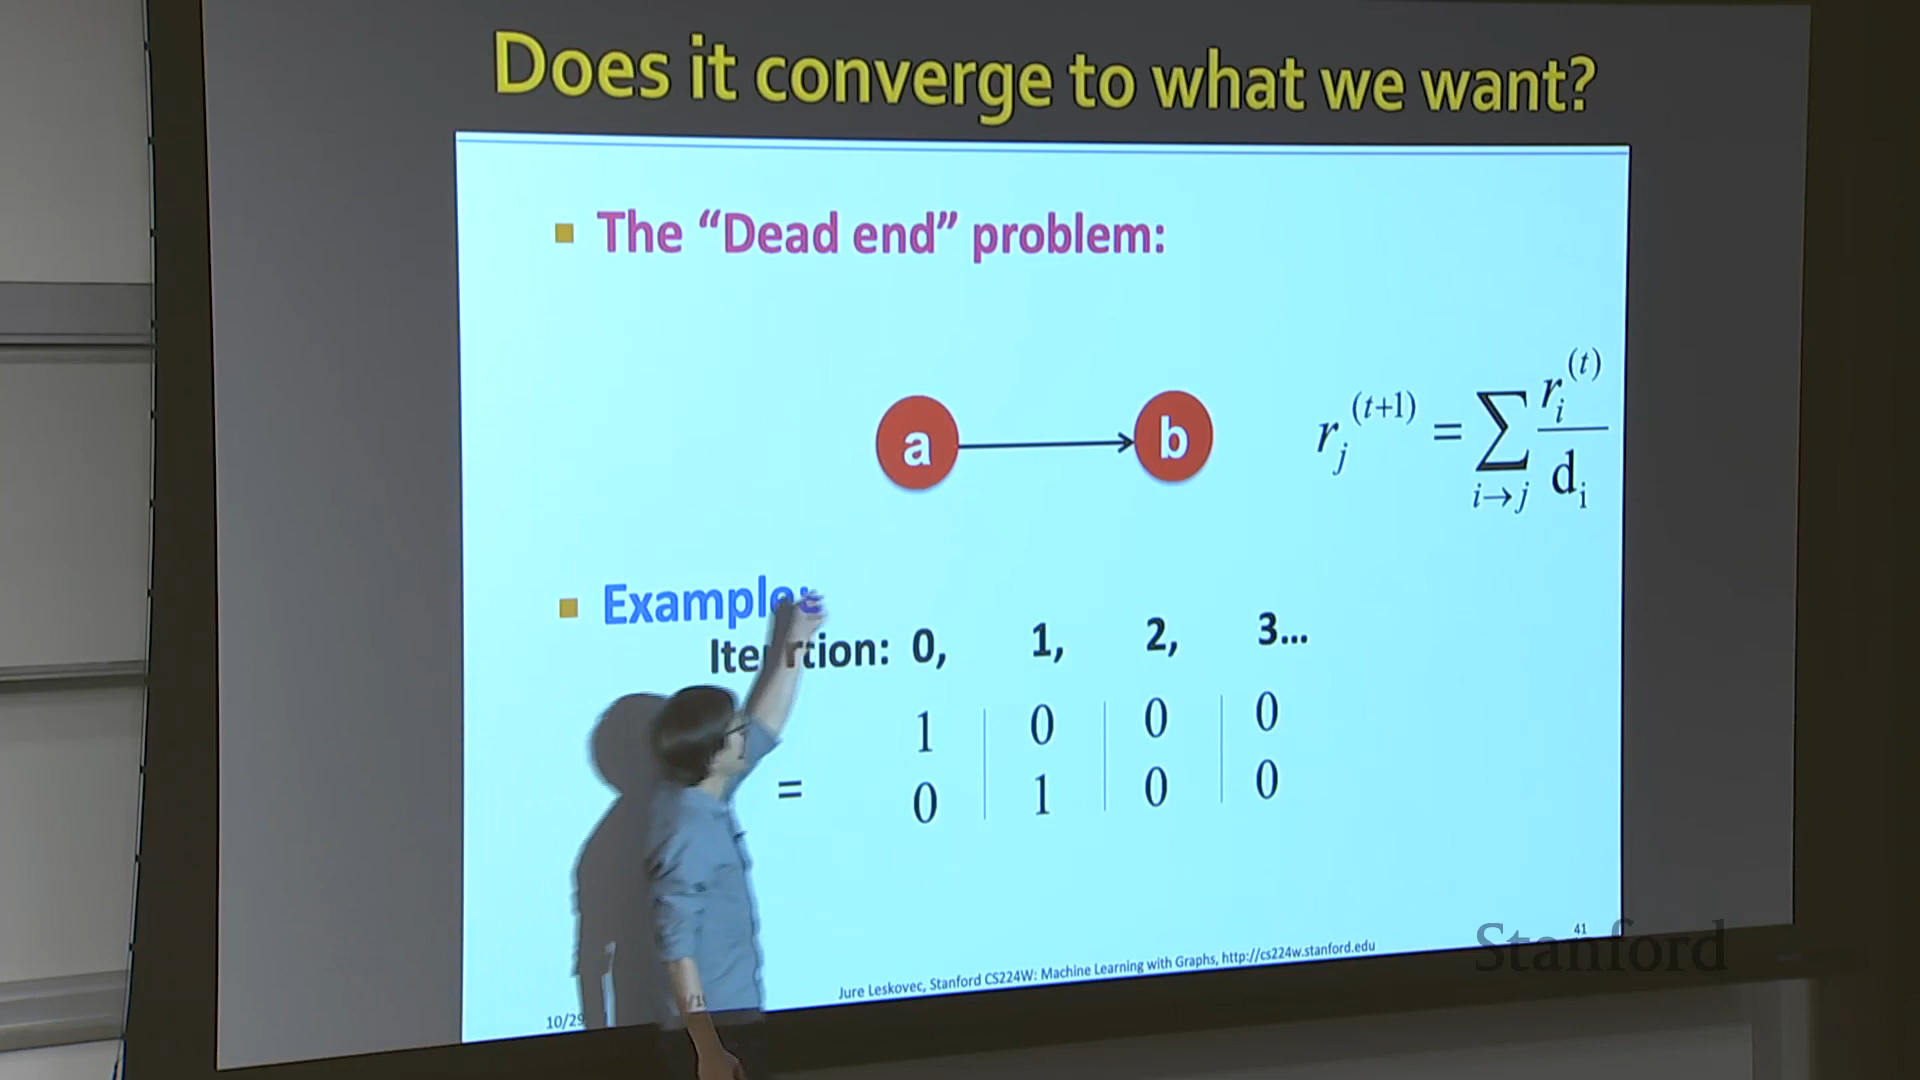 Does it converge to what we want?
The “Dead end” problem:
a
b
r_j^{(t+1)} = \sum_{i→j} \frac{r_i^{(t)}}{d_i}
Example:
Iteration: 0, 1, 2, 3...
1 0 0 0
= 0 1 0 0
10/29
Jure Leskovec, Stanford CS224W: Machine Learning with Graphs, http://cs224w.stanford.edu
41
Stanford